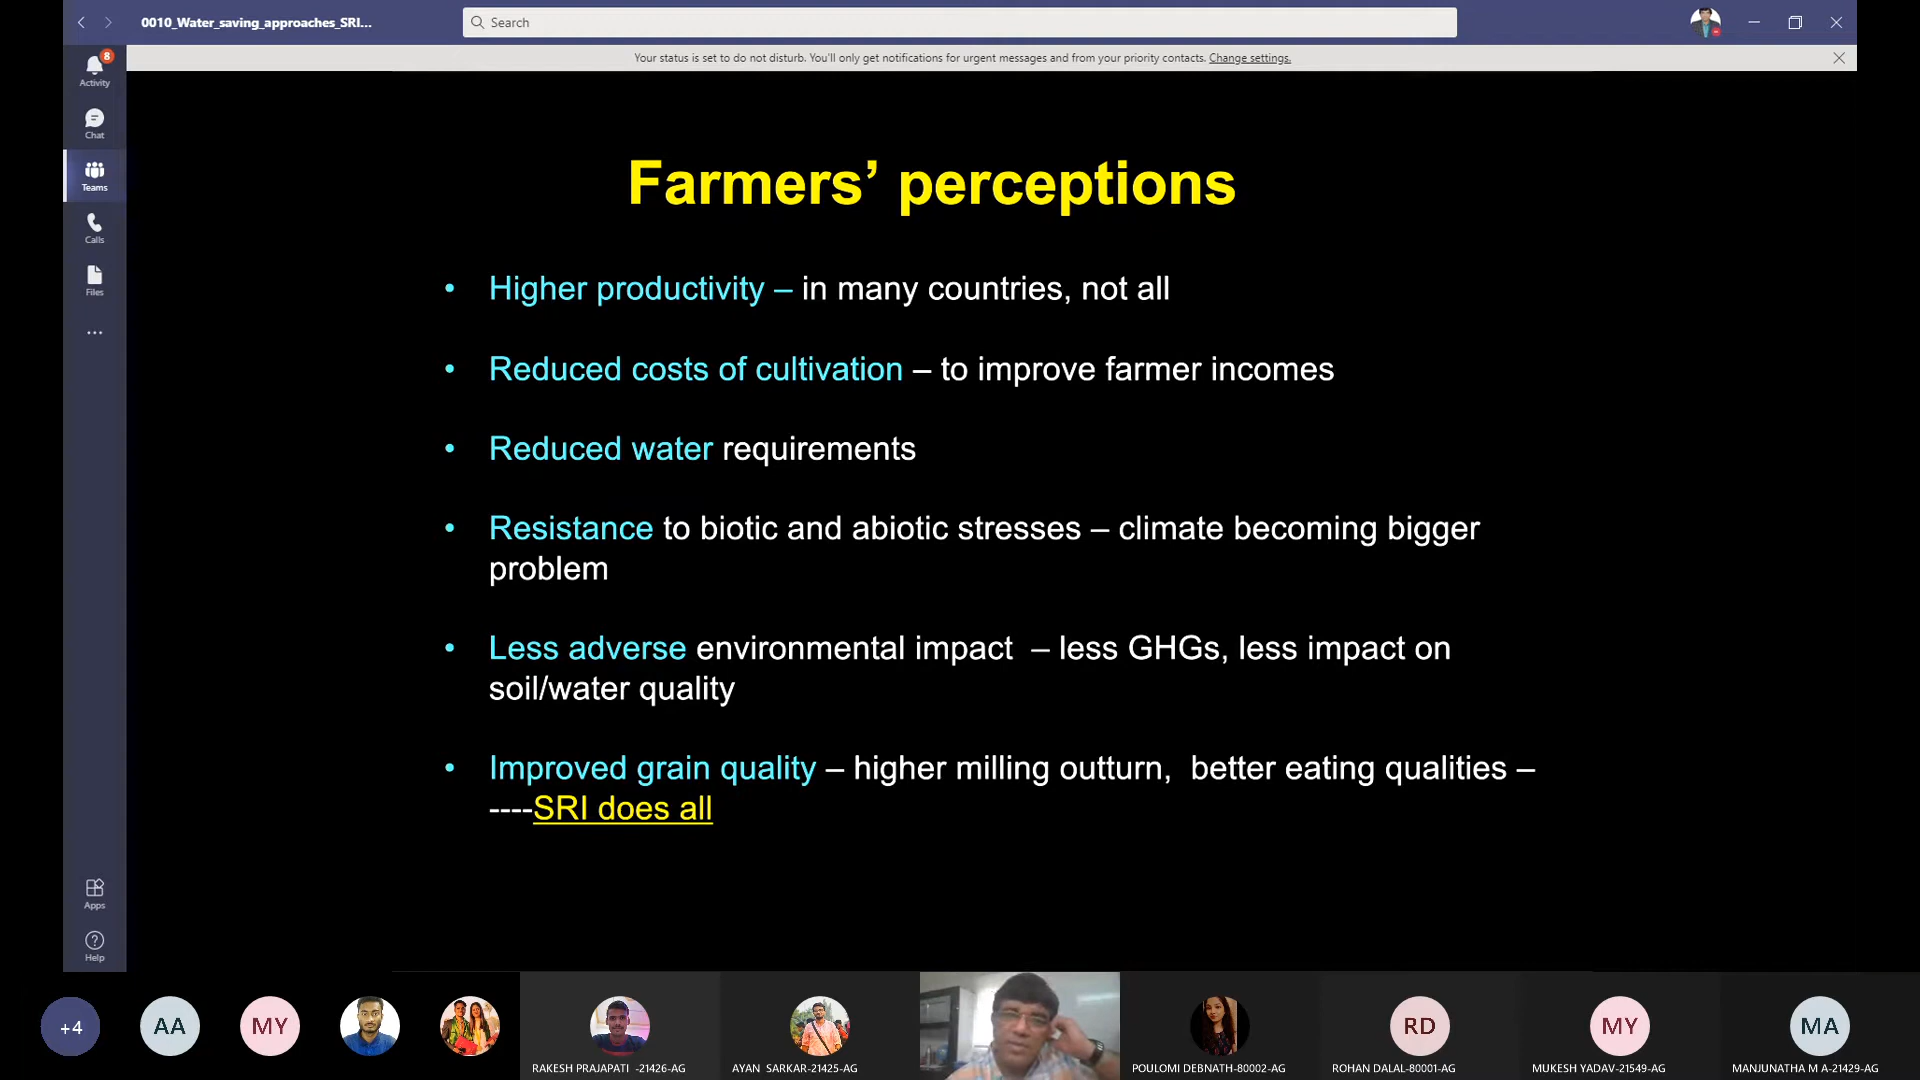 0010_Water_saving_approaches_SRI...
Search
Your status is set to do not disturb. You'll only get notifications for urgent messages and from your priority contacts. Change settings.
8
Activity
Chat
Teams
Calls
Files
Apps
Help
Farmers’ perceptions
• Higher productivity – in many countries, not all
• Reduced costs of cultivation – to improve farmer incomes
• Reduced water requirements
• Resistance to biotic and abiotic stresses – climate becoming bigger
problem
• Less adverse environmental impact – less GHGs, less impact on
soil/water quality
• Improved grain quality – higher milling outturn, better eating qualities –
----SRI does all
+4
AA
MY
RD
MY
MA
RAKESH PRAJAPATI -21426-AG
AYAN SARKAR-21425-AG
POULOMI DEBNATH-80002-AG
ROHAN DALAL-80001-AG
MUKESH YADAV-21549-AG
MANJUNATHA M A-21429-AG